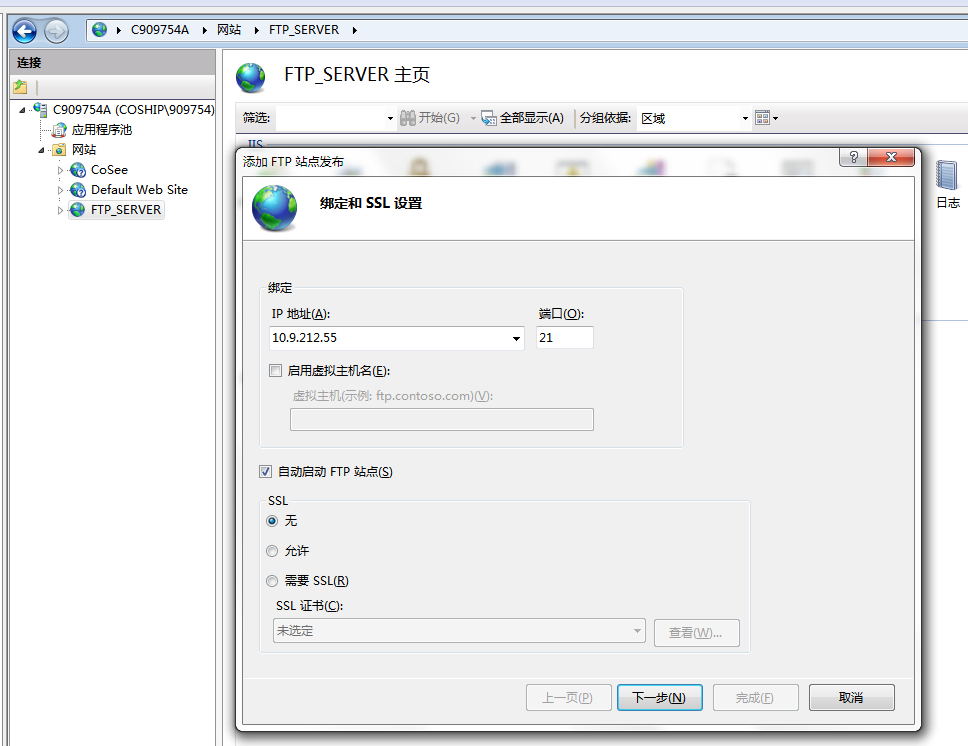 C909754A 网站 FTP_SERVER
连接
C909754A (COSHIP\909754)
应用程序池
网站
CoSee
Default Web Site
FTP_SERVER
FTP_SERVER 主页
筛选: 开始(G) 全部显示(A) 分组依据: 区域
IIS
日志
添加 FTP 站点发布
?
绑定和 SSL 设置
绑定
IP 地址(A): 端口(O):
10.9.212.55 21
启用虚拟主机名(E):
虚拟主机(示例: ftp.contoso.com)(V):
自动启动 FTP 站点(S)
SSL
无
允许
需要 SSL(R)
SSL 证书(C):
未选定 查看(W)...
上一页(P) 下一步(N) 完成(F) 取消